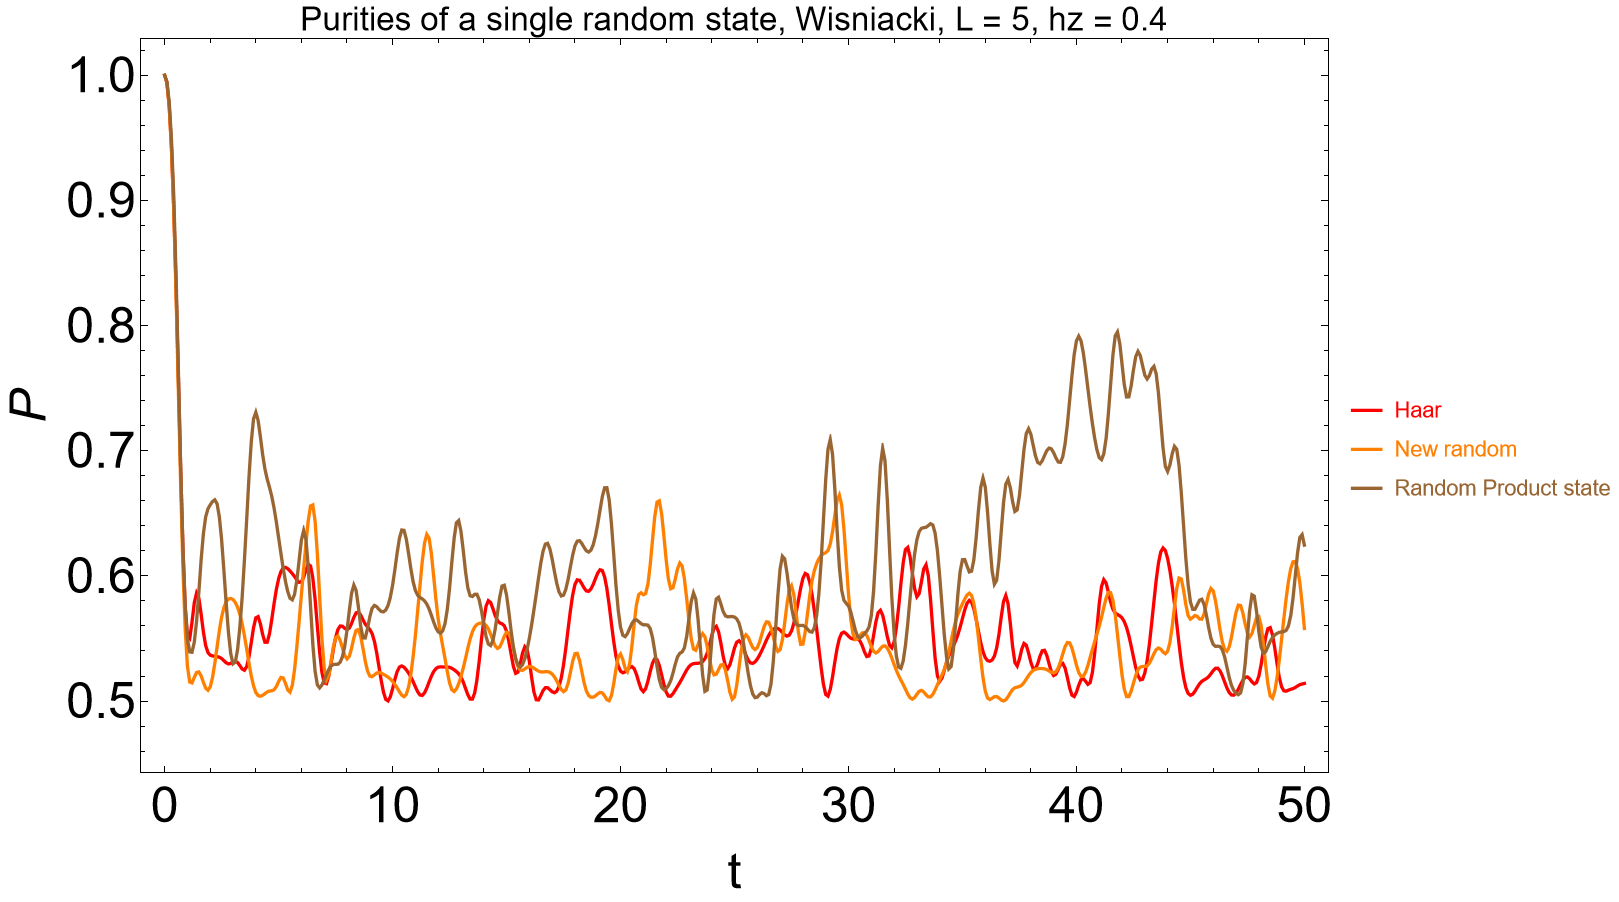 Purities of a single random state, Wisniacki, L = 5, hz = 0.4
1.0
0.9
0.8
0.7
0.6
0.5
P
0 10 20 30 40 50
t
Haar
New random
Random Product state